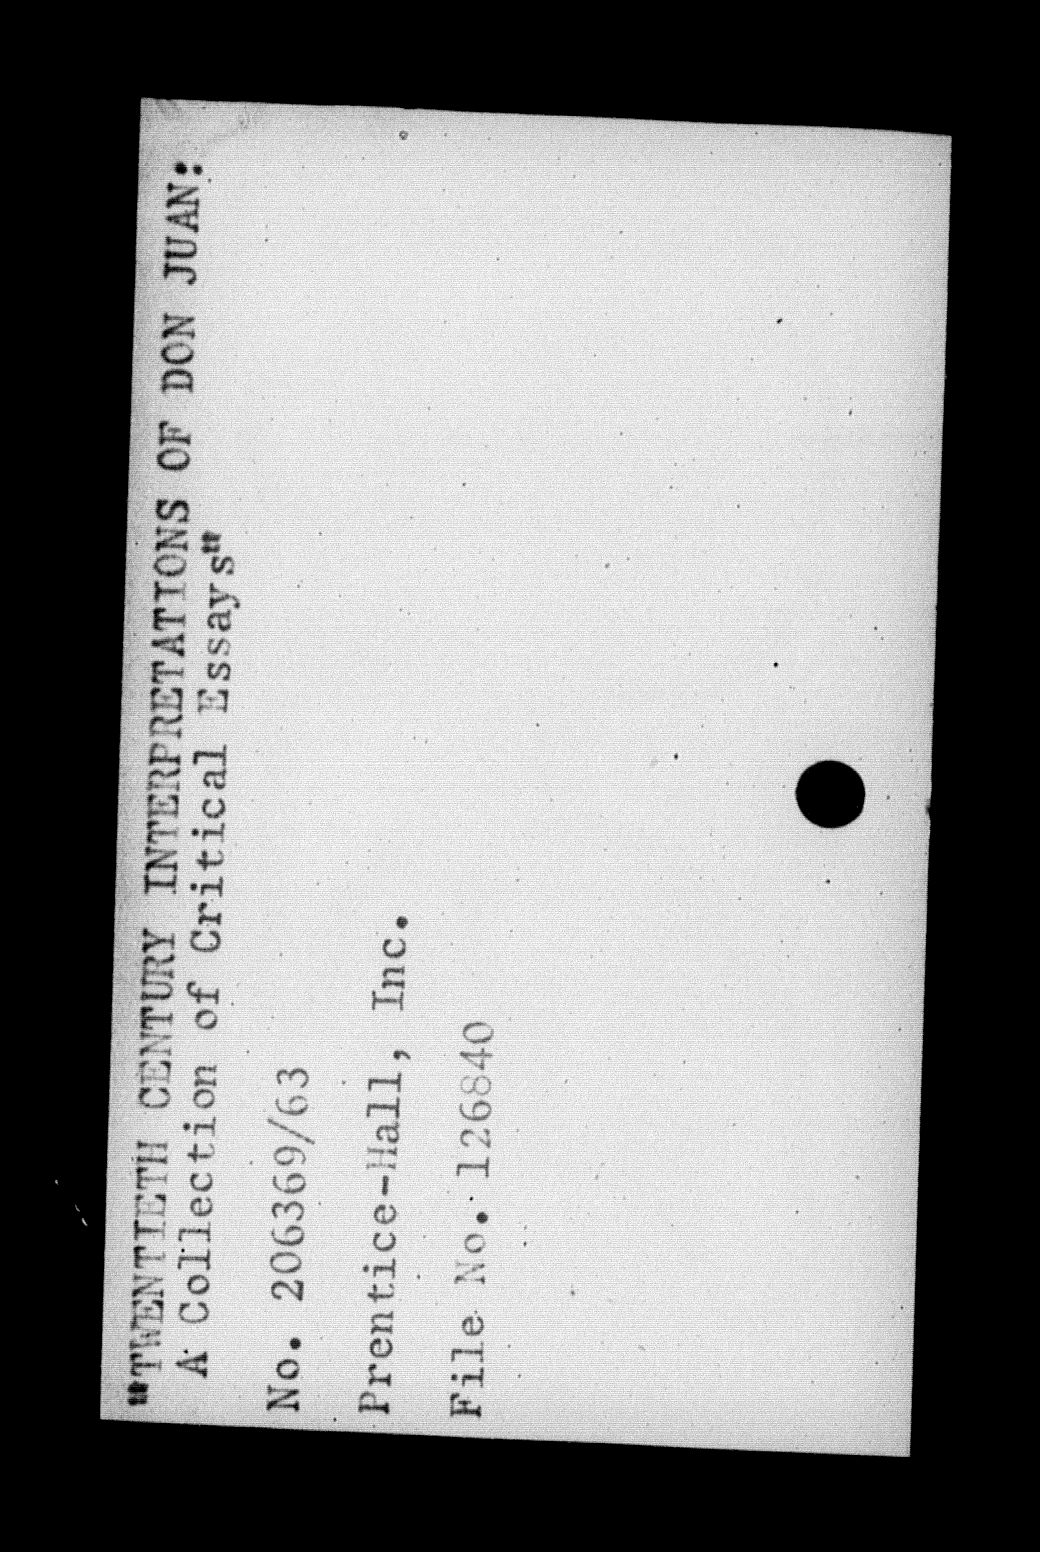 "TWENTIETH CENTURY INTERPRETATIONS OF DON JUAN:
A Collection of Critical Essays"
No. 206369/63
Prentice-Hall, Inc.
File No. 126840